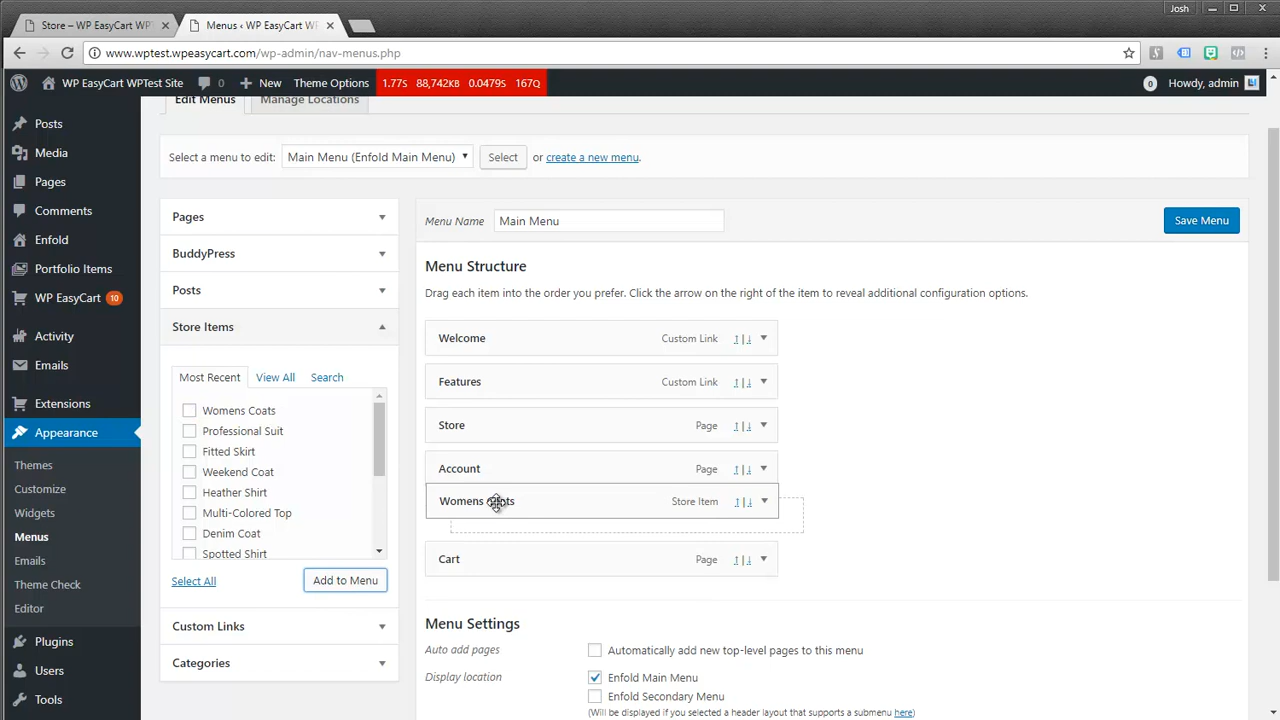 Josh
Store – WP EasyCart WPT
Menus ‹ WP EasyCart WPT
www.wptest.wpeasycart.com/wp-admin/nav-menus.php
WP EasyCart WPTest Site 0 New Theme Options 1.77S 88,742KB 0.0479S 167Q 0 Howdy, admin
Edit Menus Manage Locations
Select a menu to edit: Main Menu (Enfold Main Menu) Select or create a new menu.
Posts
Media
Pages
Comments
Enfold
Portfolio Items
WP EasyCart 10
Activity
Emails
Extensions
Appearance
Themes
Customize
Widgets
Menus
Emails
Theme Check
Editor
Plugins
Users
Tools
Pages
BuddyPress
Posts
Store Items
Most Recent View All Search
Womens Coats
Professional Suit
Fitted Skirt
Weekend Coat
Heather Shirt
Multi-Colored Top
Denim Coat
Spotted Shirt
Select All Add to Menu
Custom Links
Categories
Menu Name Main Menu Save Menu
Menu Structure
Drag each item into the order you prefer. Click the arrow on the right of the item to reveal additional configuration options.
Welcome Custom Link ↑|↓
Features Custom Link ↑|↓
Store Page ↑|↓
Account Page ↑|↓
Womens Coats Store Item ↑|↓
Cart Page ↑|↓
Menu Settings
Auto add pages Automatically add new top-level pages to this menu
Display location Enfold Main Menu
Enfold Secondary Menu
(Will be displayed if you selected a header layout that supports a submenu here)